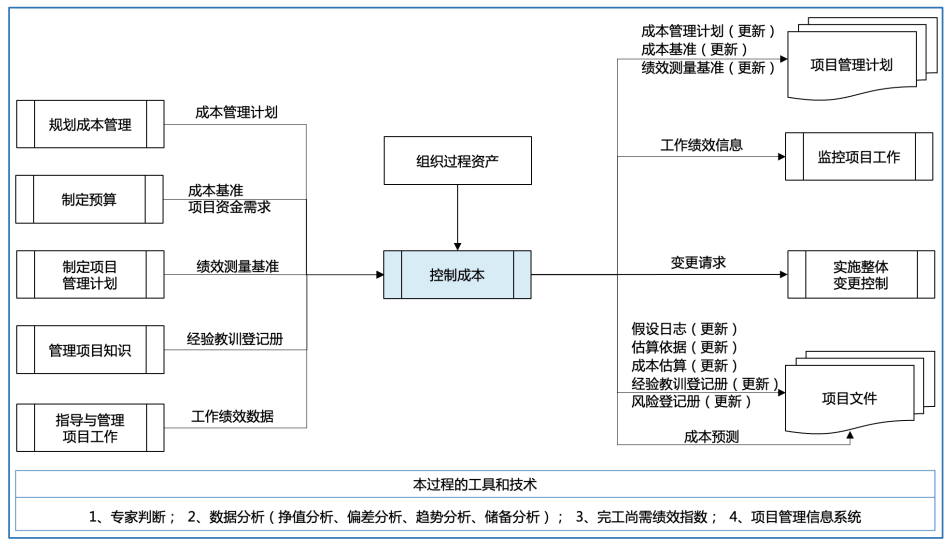 规划成本管理
成本管理计划
制定预算
成本基准
项目资金需求
制定项目
管理计划
绩效测量基准
管理项目知识
经验教训登记册
指导与管理
项目工作
工作绩效数据
组织过程资产
控制成本
成本管理计划（更新）
成本基准（更新）
绩效测量基准（更新）
项目管理计划
工作绩效信息
监控项目工作
变更请求
实施整体
变更控制
假设日志（更新）
估算依据（更新）
成本估算（更新）
经验教训登记册（更新）
风险登记册（更新）
项目文件
成本预测
本过程的工具和技术
1、专家判断； 2、数据分析（挣值分析、偏差分析、趋势分析、储备分析）； 3、完工尚需绩效指数； 4、项目管理信息系统